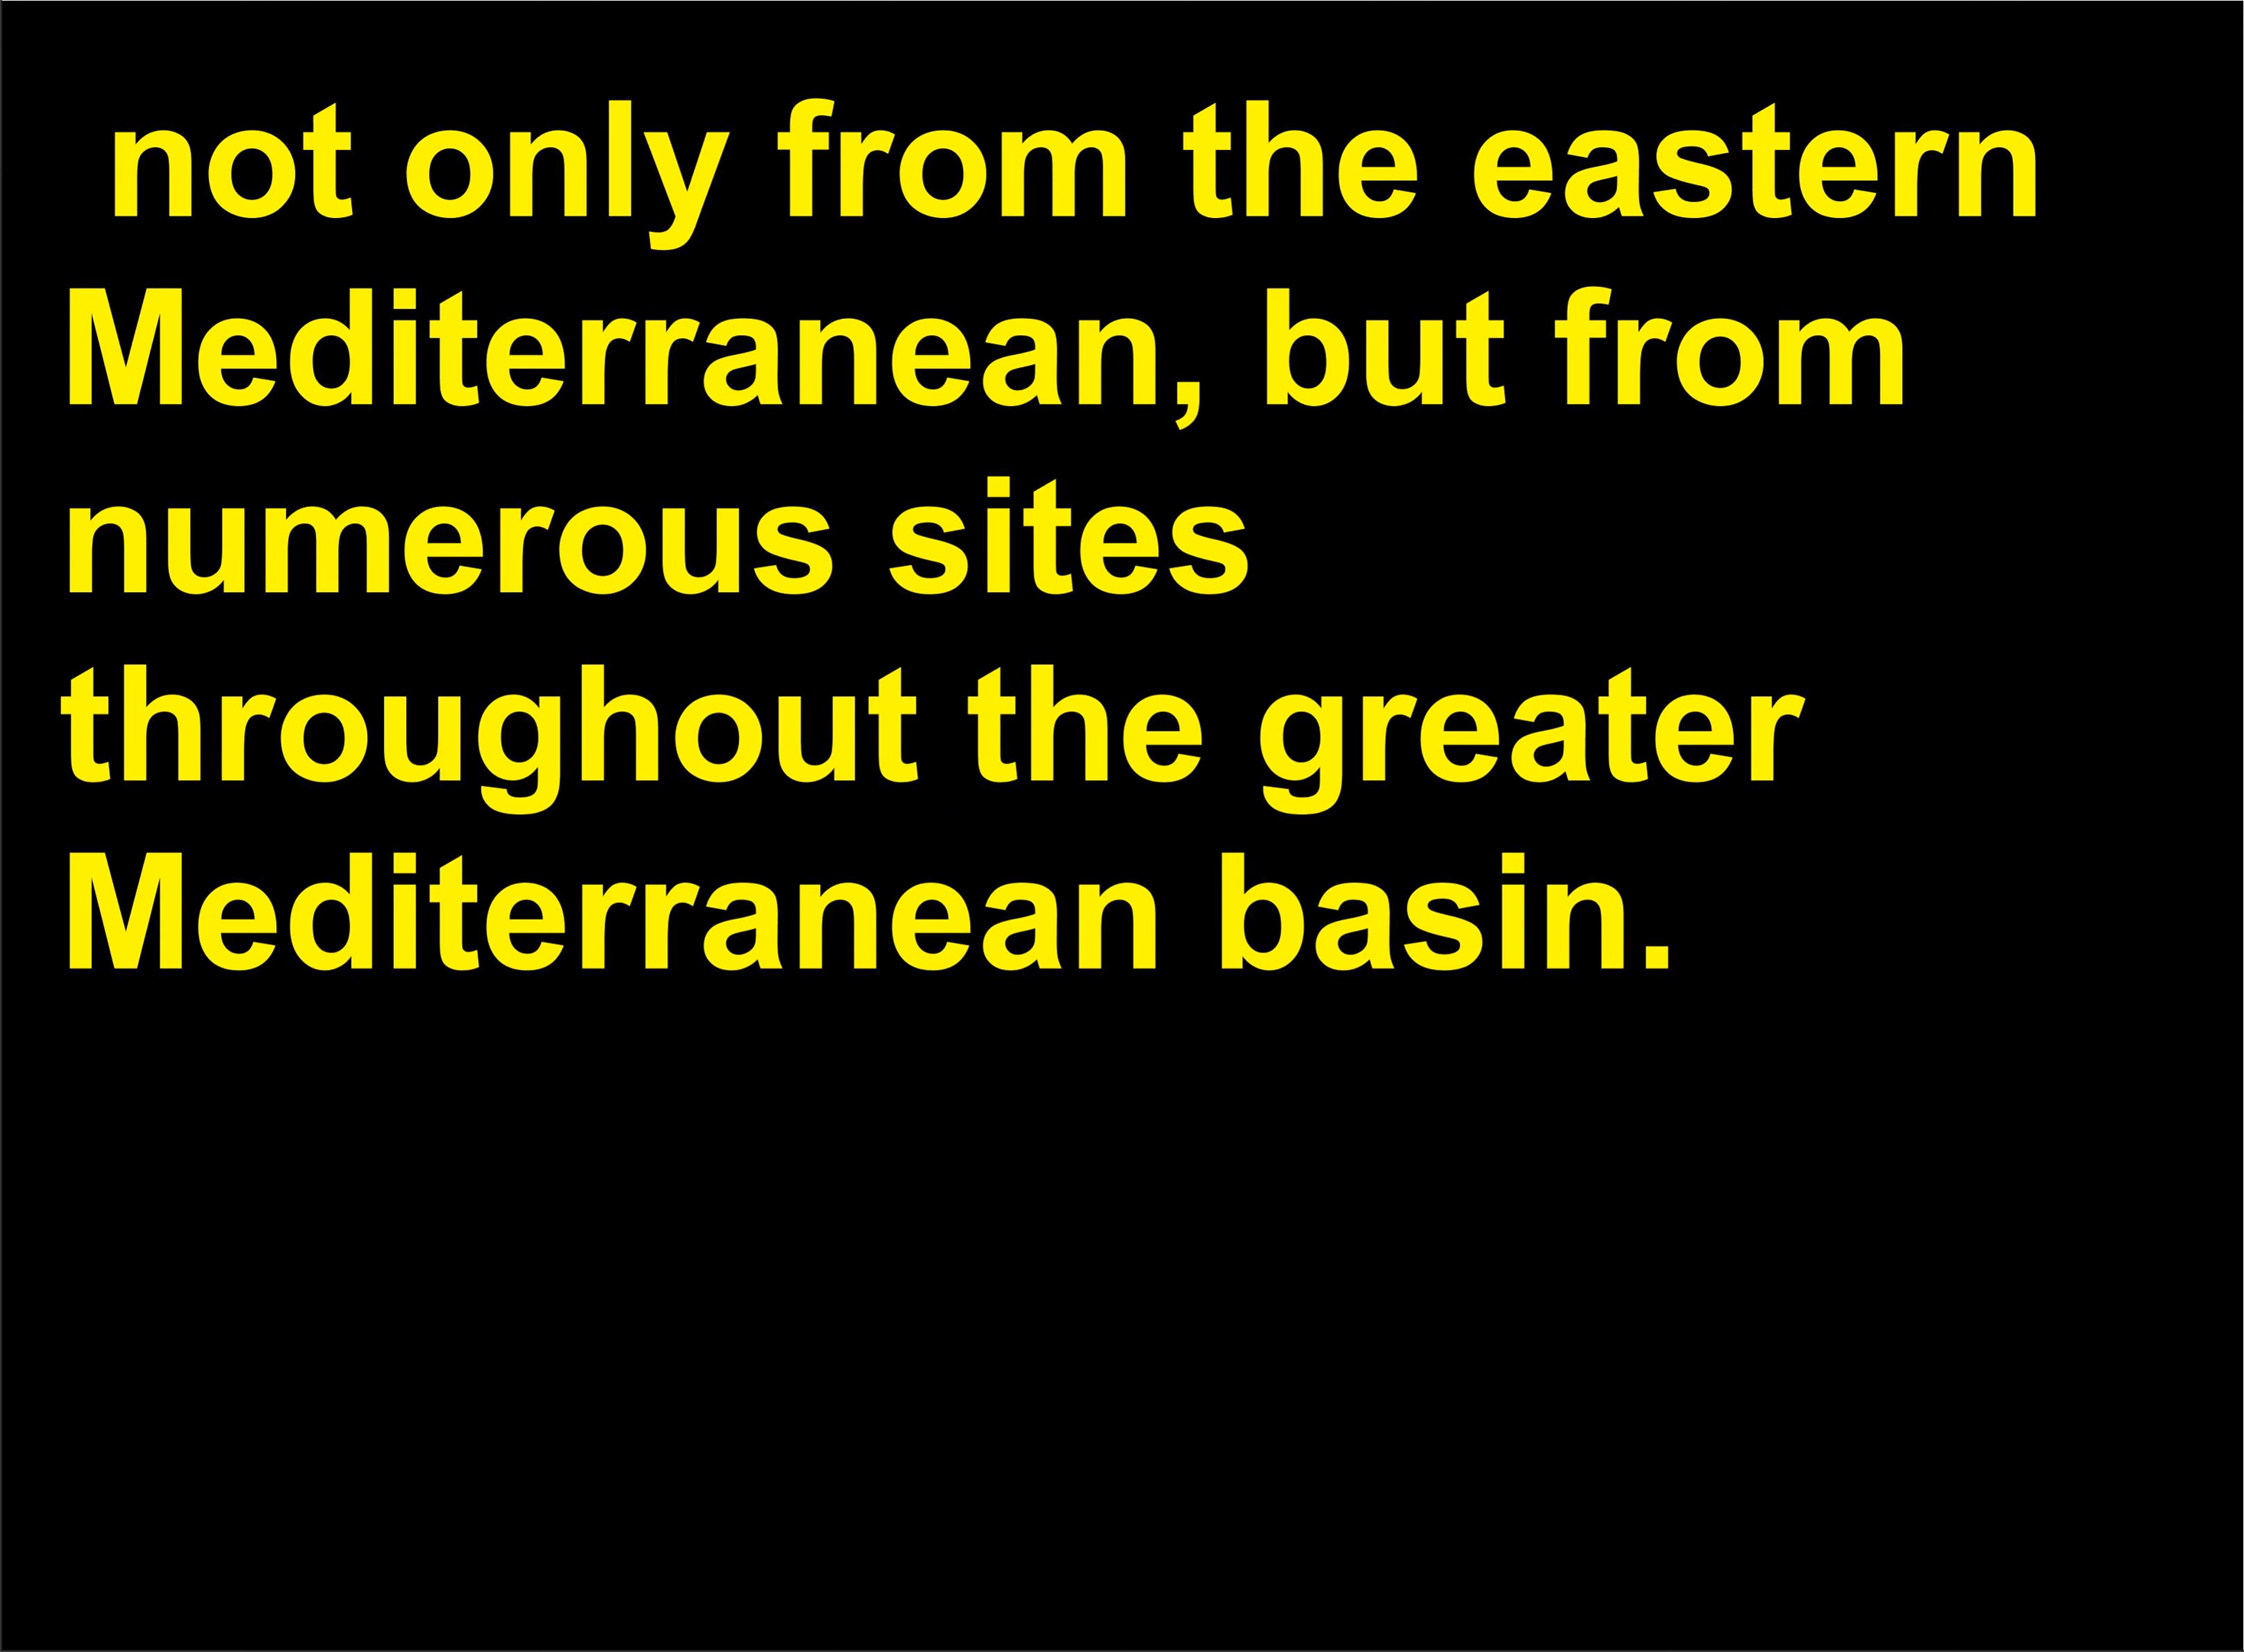 not only from the eastern
Mediterranean, but from
numerous sites
throughout the greater
Mediterranean basin.